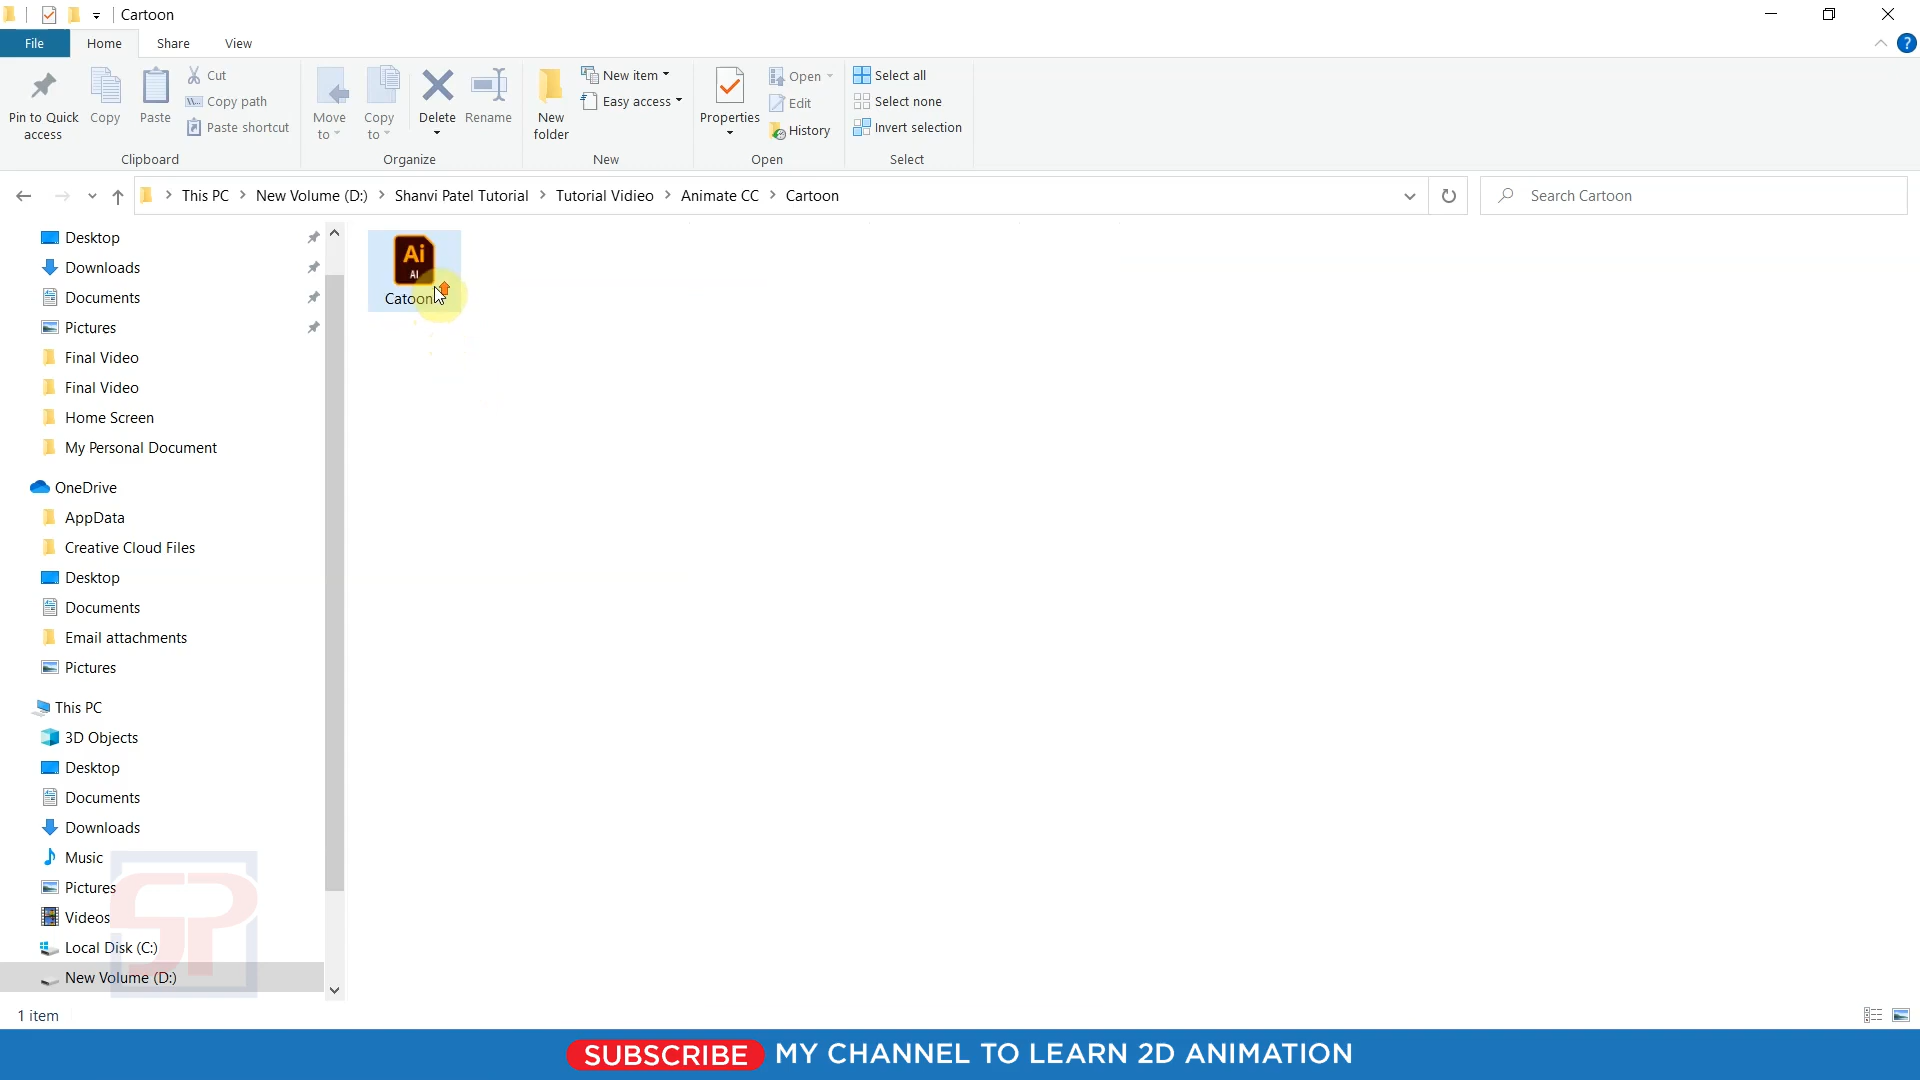 Cartoon
File Home Share View
Pin to Quick access
Copy
Paste
Cut
Copy path
Paste shortcut
Clipboard
Move to
Copy to
Delete
Rename
Organize
New folder
New item
Easy access
New
Properties
Open
Edit
History
Open
Select all
Select none
Invert selection
Select
This PC > New Volume (D:) > Shanvi Patel Tutorial > Tutorial Vidieo > Animate CC > Cartoon
Search Cartoon
Desktop
Downloads
Documents
Pictures
Final Video
Final Video
Home Screen
My Personal Document
OneDrive
AppData
Creative Cloud Files
Desktop
Documents
Email attachments
Pictures
This PC
3D Objects
Desktop
Documents
Downloads
Music
Pictures
Videos
Local Disk (C:)
New Volume (D:)
Ai
AI
Catoon
SP
1 item
SUBSCRIBE MY CHANNEL TO LEARN 2D ANIMATION